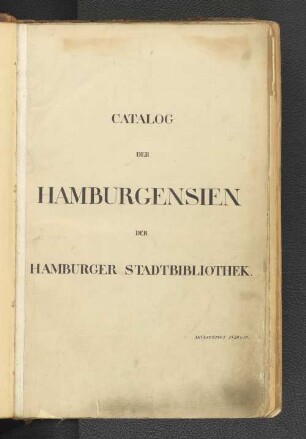 CATALOG
DER
HAMBURGENSIEN
DER
HAMBURGER STADTBIBLIOTHEK.